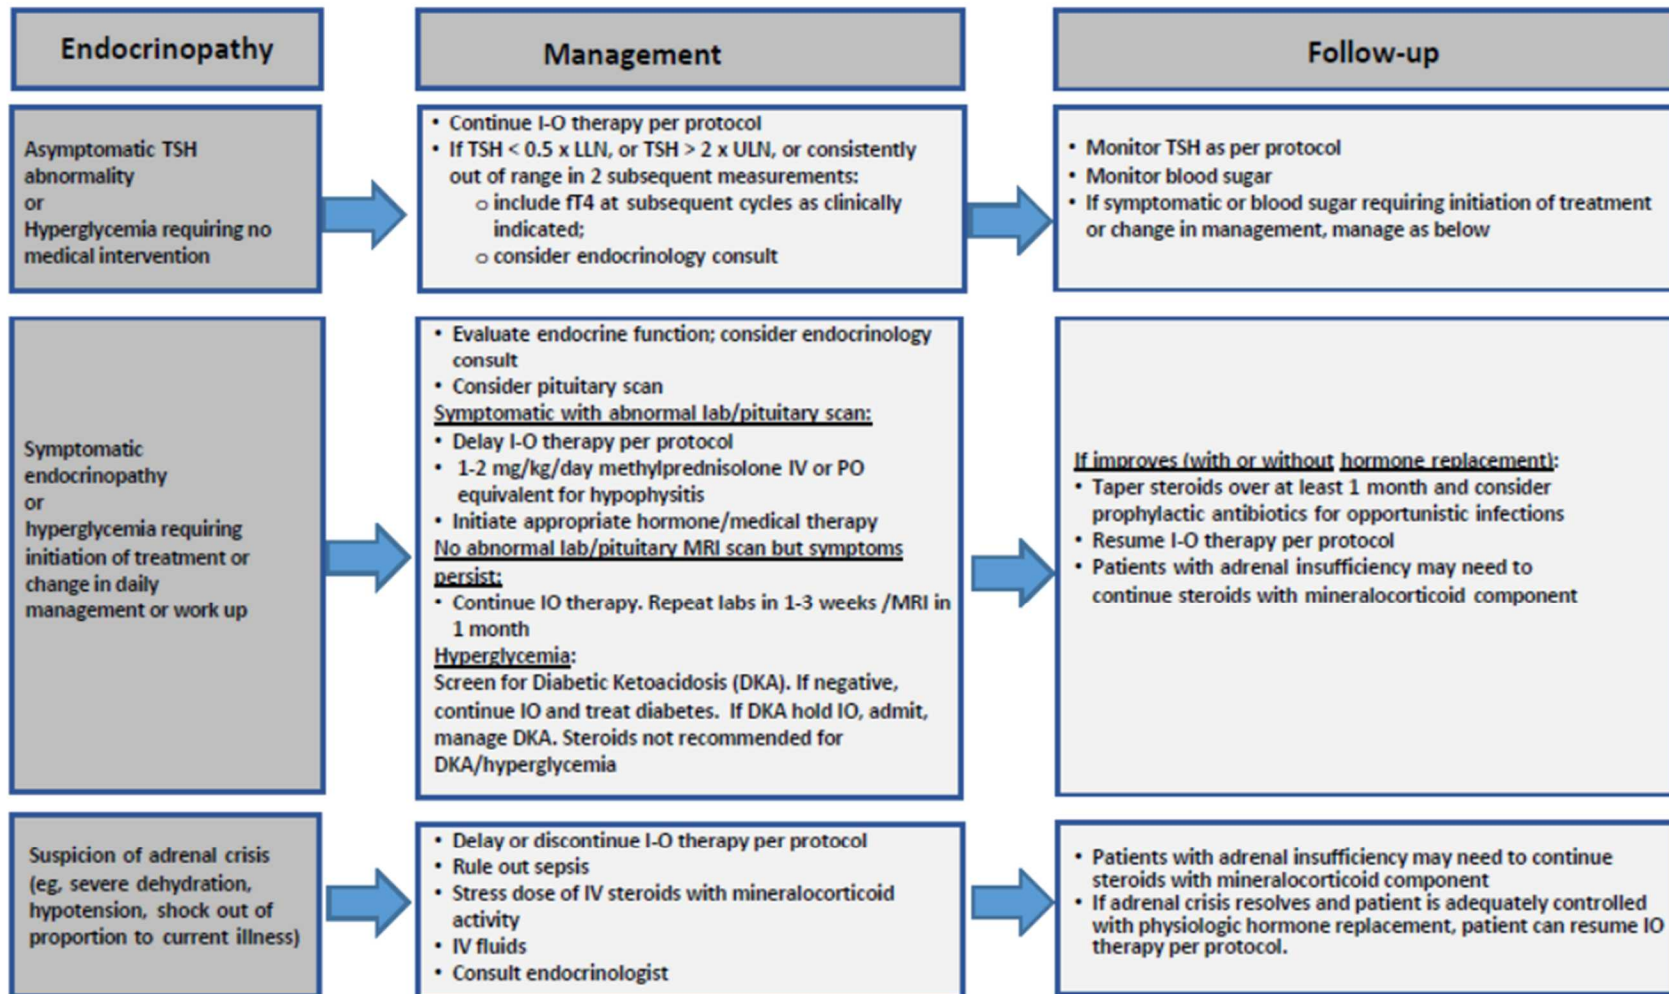 Endocrinopathy
Management
Follow-up
Asymptomatic TSH
abnormality
or
Hyperglycemia requiring no
medical intervention
• Continue I-O therapy per protocol
• If TSH < 0.5 x LLN, or TSH > 2 x ULN, or consistently
out of range in 2 subsequent measurements:
o include fT4 at subsequent cycles as clinically
indicated;
o consider endocrinology consult
• Monitor TSH as per protocol
• Monitor blood sugar
• If symptomatic or blood sugar requiring initiation of treatment
or change in management, manage as below
Symptomatic
endocrinopathy
or
hyperglycemia requiring
initiation of treatment or
change in daily
management or work up
• Evaluate endocrine function; consider endocrinology
consult
• Consider pituitary scan
Symptomatic with abnormal lab/pituitary scan:
• Delay I-O therapy per protocol
• 1-2 mg/kg/day methylprednisolone IV or PO
equivalent for hypophysitis
• Initiate appropriate hormone/medical therapy
No abnormal lab/pituitary MRI scan but symptoms
persist:
• Continue IO therapy. Repeat labs in 1-3 weeks /MRI in
1 month
Hyperglycemia:
Screen for Diabetic Ketoacidosis (DKA). If negative,
continue IO and treat diabetes. If DKA hold IO, admit,
manage DKA. Steroids not recommended for
DKA/hyperglycemia
If improves (with or without hormone replacement):
• Taper steroids over at least 1 month and consider
prophylactic antibiotics for opportunistic infections
• Resume I-O therapy per protocol
• Patients with adrenal insufficiency may need to
continue steroids with mineralocorticoid component
Suspicion of adrenal crisis
(eg, severe dehydration,
hypotension, shock out of
proportion to current illness)
• Delay or discontinue I-O therapy per protocol
• Rule out sepsis
• Stress dose of IV steroids with mineralocorticoid
activity
• IV fluids
• Consult endocrinologist
• Patients with adrenal insufficiency may need to continue
steroids with mineralocorticoid component
• If adrenal crisis resolves and patient is adequately controlled
with physiologic hormone replacement, patient can resume IO
therapy per protocol.